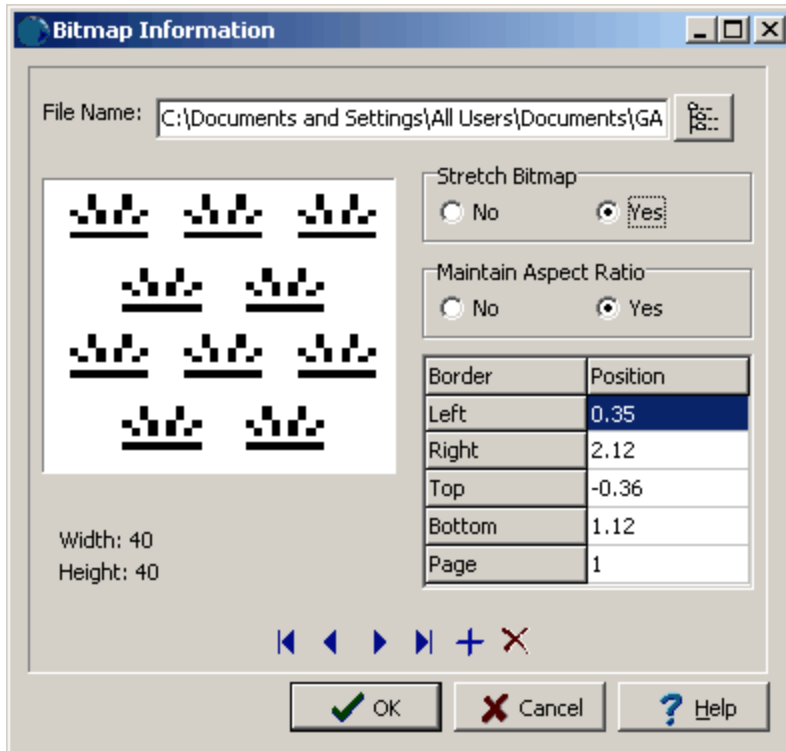 Bitmap Information
File Name: C:\Documents and Settings\All Users\Documents\GA
Stretch Bitmap
No Yes
Maintain Aspect Ratio
No Yes
Border Position
Left 0.35
Right 2.12
Top -0.36
Bottom 1.12
Page 1
Width: 40
Height: 40
OK Cancel Help